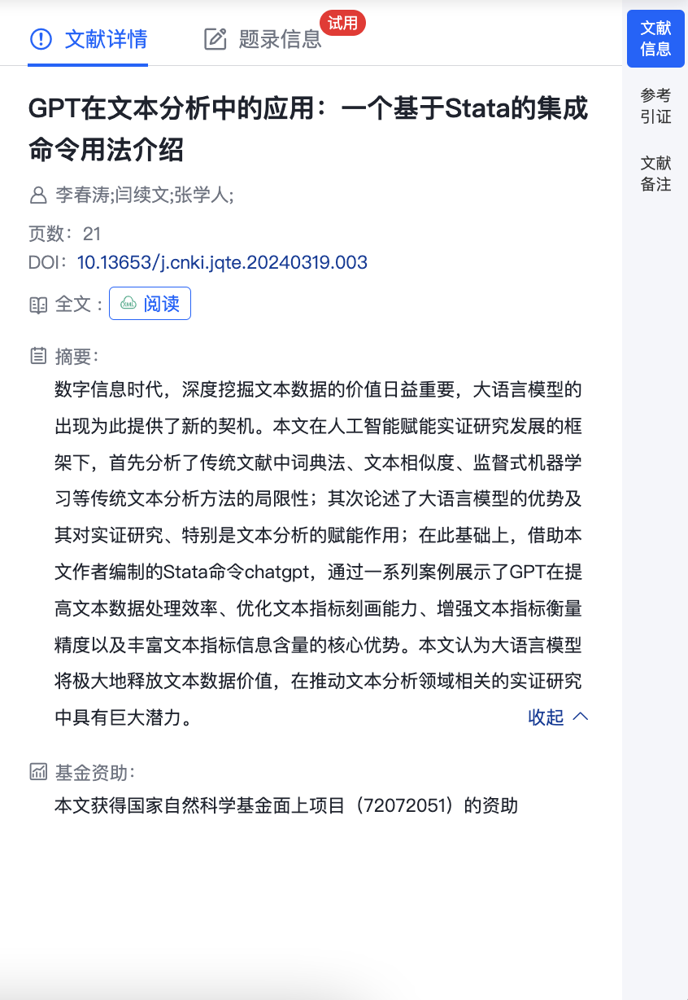 文献详情
题录信息
试用
文献
信息
参考
引证
文献
备注
GPT在文本分析中的应用：一个基于Stata的集成
命令用法介绍
李春涛;闫续文;张学人;
页数：21
DOI：10.13653/j.cnki.jqte.20240319.003
全文：
XML 阅读
摘要：
数字信息时代，深度挖掘文本数据的价值日益重要，大语言模型的
出现为此提供了新的契机。本文在人工智能赋能实证研究发展的框
架下，首先分析了传统文献中词典法、文本相似度、监督式机器学
习等传统文本分析方法的局限性；其次论述了大语言模型的优势及
其对实证研究、特别是文本分析的赋能作用；在此基础上，借助本
文作者编制的Stata命令chatgpt，通过一系列案例展示了GPT在提
高文本数据处理效率、优化文本指标刻画能力、增强文本指标衡量
精度以及丰富文本指标信息含量的核心优势。本文认为大语言模型
将极大地释放文本数据价值，在推动文本分析领域相关的实证研究
中具有巨大潜力。
收起
基金资助：
本文获得国家自然科学基金面上项目（72072051）的资助